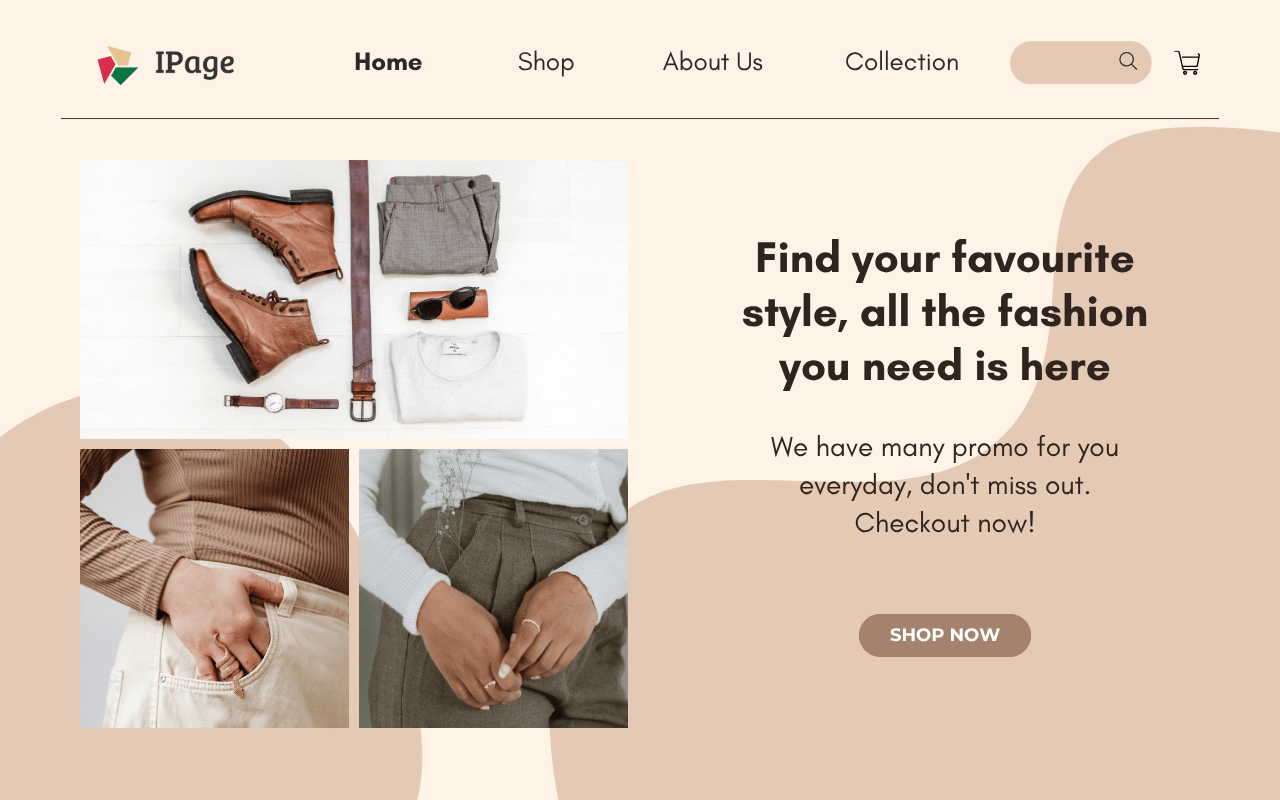 IPage
Home
Shop
About Us
Collection
Find your favourite
style, all the fashion
you need is here
We have many promo for you
everyday, don't miss out.
Checkout now!
SHOP NOW